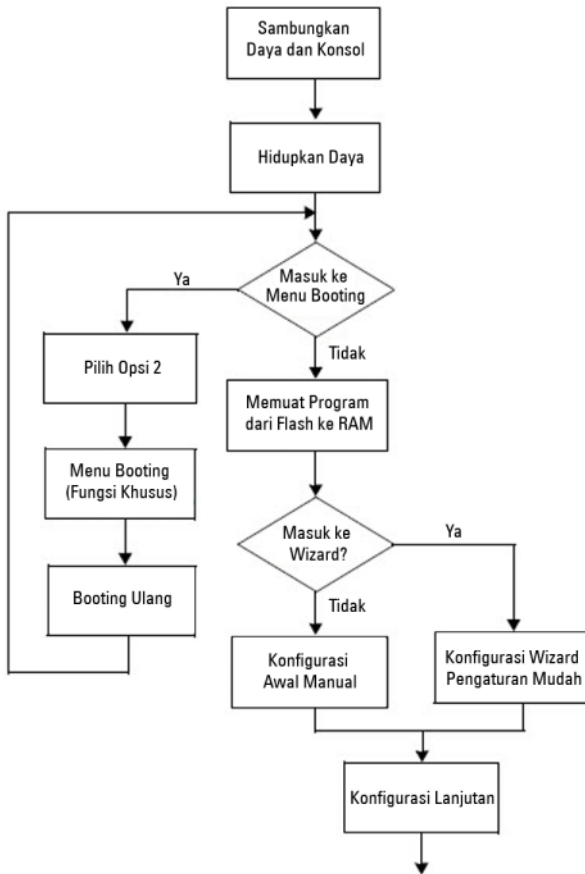 Sambungkan
Daya dan Konsol
Hidupkan Daya
Masuk ke
Menu Booting
Ya
Tidak
Pilih Opsi 2
Memuat Program
dari Flash ke RAM
Menu Booting
(Fungsi Khusus)
Masuk ke
Wizard?
Ya
Tidak
Booting Ulang
Konfigurasi
Awal Manual
Konfigurasi Wizard
Pengaturan Mudah
Konfigurasi Lanjutan